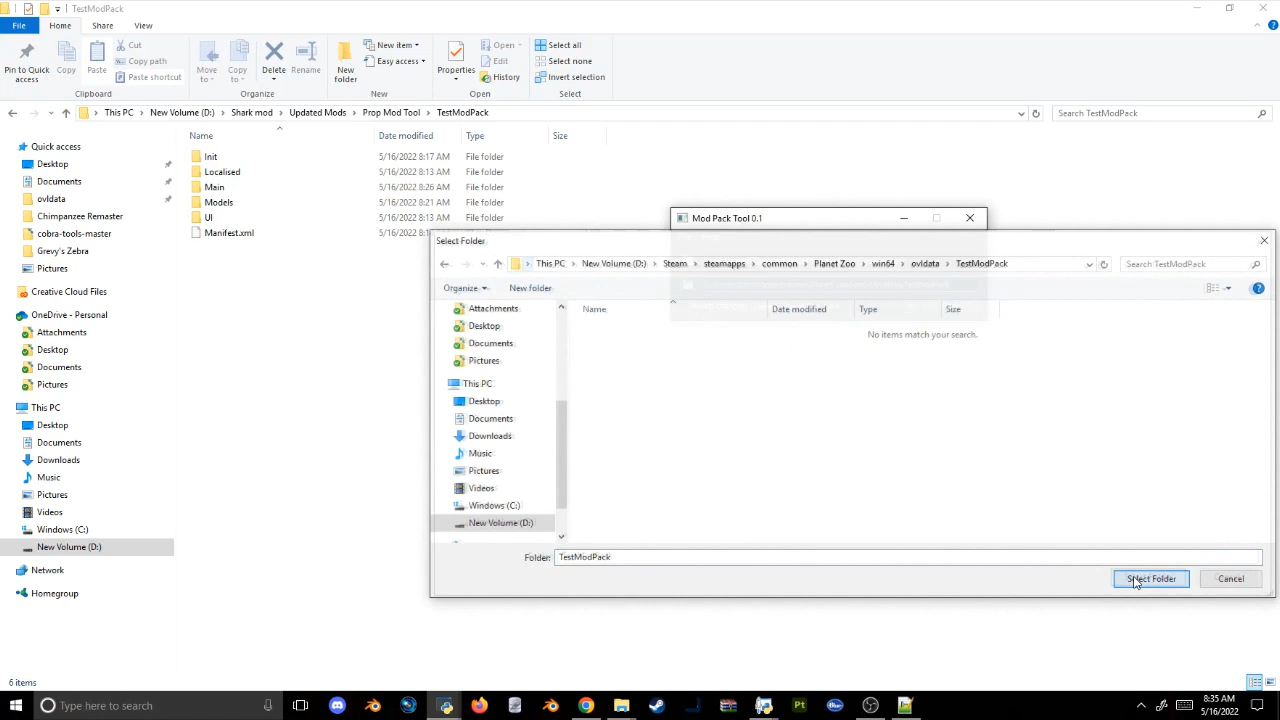 TestModPack
File Home Share View
Pin to Quick access
Copy
Paste
Cut
Copy path
Paste shortcut
Clipboard
Move to
Copy to
Delete
Rename
Organize
New folder
New item
Easy access
New
Properties
Open
Edit
History
Open
Select all
Select none
Invert selection
Select
This PC New Volume (D:) Shark mod Updated Mods Prop Mod Tool TestModPack
Search TestModPack
Quick access
Desktop
Documents
ovldata
Chimpanzee Remaster
cobra-tools-master
Grevy's Zebra
Pictures
Creative Cloud Files
OneDrive - Personal
Attachments
Desktop
Documents
Pictures
This PC
Desktop
Documents
Downloads
Music
Pictures
Videos
Windows (C:)
New Volume (D:)
Network
Homegroup
Name Date modified Type Size
Init 5/16/2022 8:17 AM File folder
Localised 5/16/2022 8:13 AM File folder
Main 5/16/2022 8:26 AM File folder
Models 5/16/2022 8:21 AM File folder
UI 5/16/2022 8:13 AM File folder
Manifest.xml
Mod Pack Tool 0.1
Select Folder
This PC New Volume (D:) Steam steamapps common Planet Zoo win64 ovldata TestModPack
Search TestModPack
Organize New folder
Attachments
Desktop
Documents
Pictures
This PC
Desktop
Documents
Downloads
Music
Pictures
Videos
Windows (C:)
New Volume (D:)
Name Date modified Type Size
No items match your search.
Folder: TestModPack
Select Folder Cancel
6 items
Type here to search
8:35 AM
5/16/2022